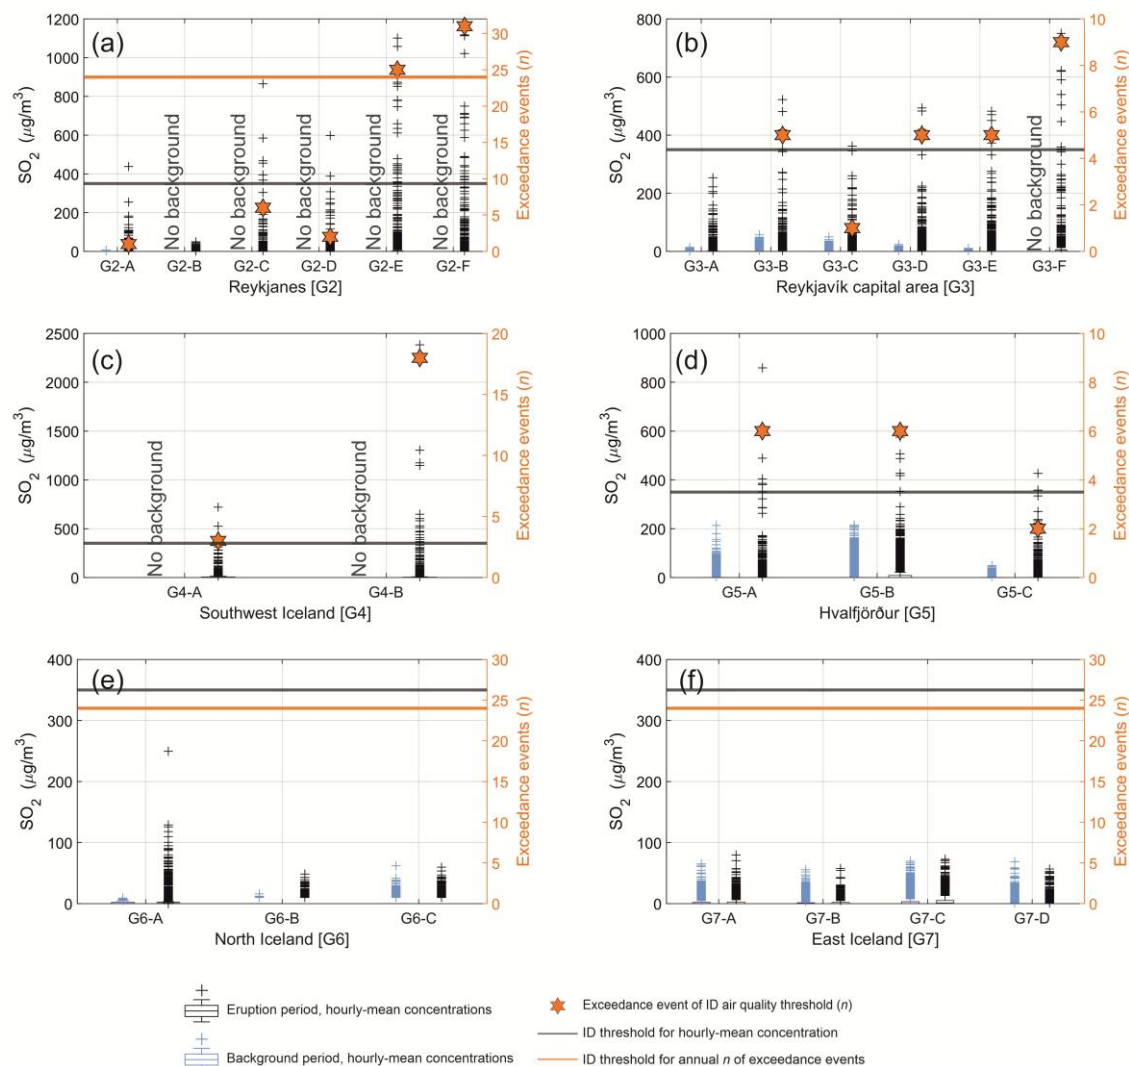 (a)
1200
1000
800
600
400
200
0
SO2 (μg/m3)
30
25
20
15
10
5
0
Exceedance events (n)
No background
No background
No background
No background
No background
G2-A G2-B G2-C G2-D G2-E G2-F
Reykjanes [G2]
(b)
800
600
400
200
0
SO2 (μg/m3)
10
8
6
4
2
0
Exceedance events (n)
No background
G3-A G3-B G3-C G3-D G3-E G3-F
Reykjavík capital area [G3]
(c)
2500
2000
1500
1000
500
0
SO2 (μg/m3)
20
15
10
5
0
Exceedance events (n)
No background
No background
G4-A G4-B
Southwest Iceland [G4]
(d)
1000
800
600
400
200
0
SO2 (μg/m3)
10
8
6
4
2
0
Exceedance events (n)
G5-A G5-B G5-C
Hvalfjörður [G5]
(e)
400
300
200
100
0
SO2 (μg/m3)
30
25
20
15
10
5
0
Exceedance events (n)
G6-A G6-B G6-C
North Iceland [G6]
(f)
400
300
200
100
0
SO2 (μg/m3)
30
25
20
15
10
5
0
Exceedance events (n)
G7-A G7-B G7-C G7-D
East Iceland [G7]
Eruption period, hourly-mean concentrations
Background period, hourly-mean concentrations
Exceedance event of ID air quality threshold (n)
ID threshold for hourly-mean concentration
ID threshold for annual n of exceedance events